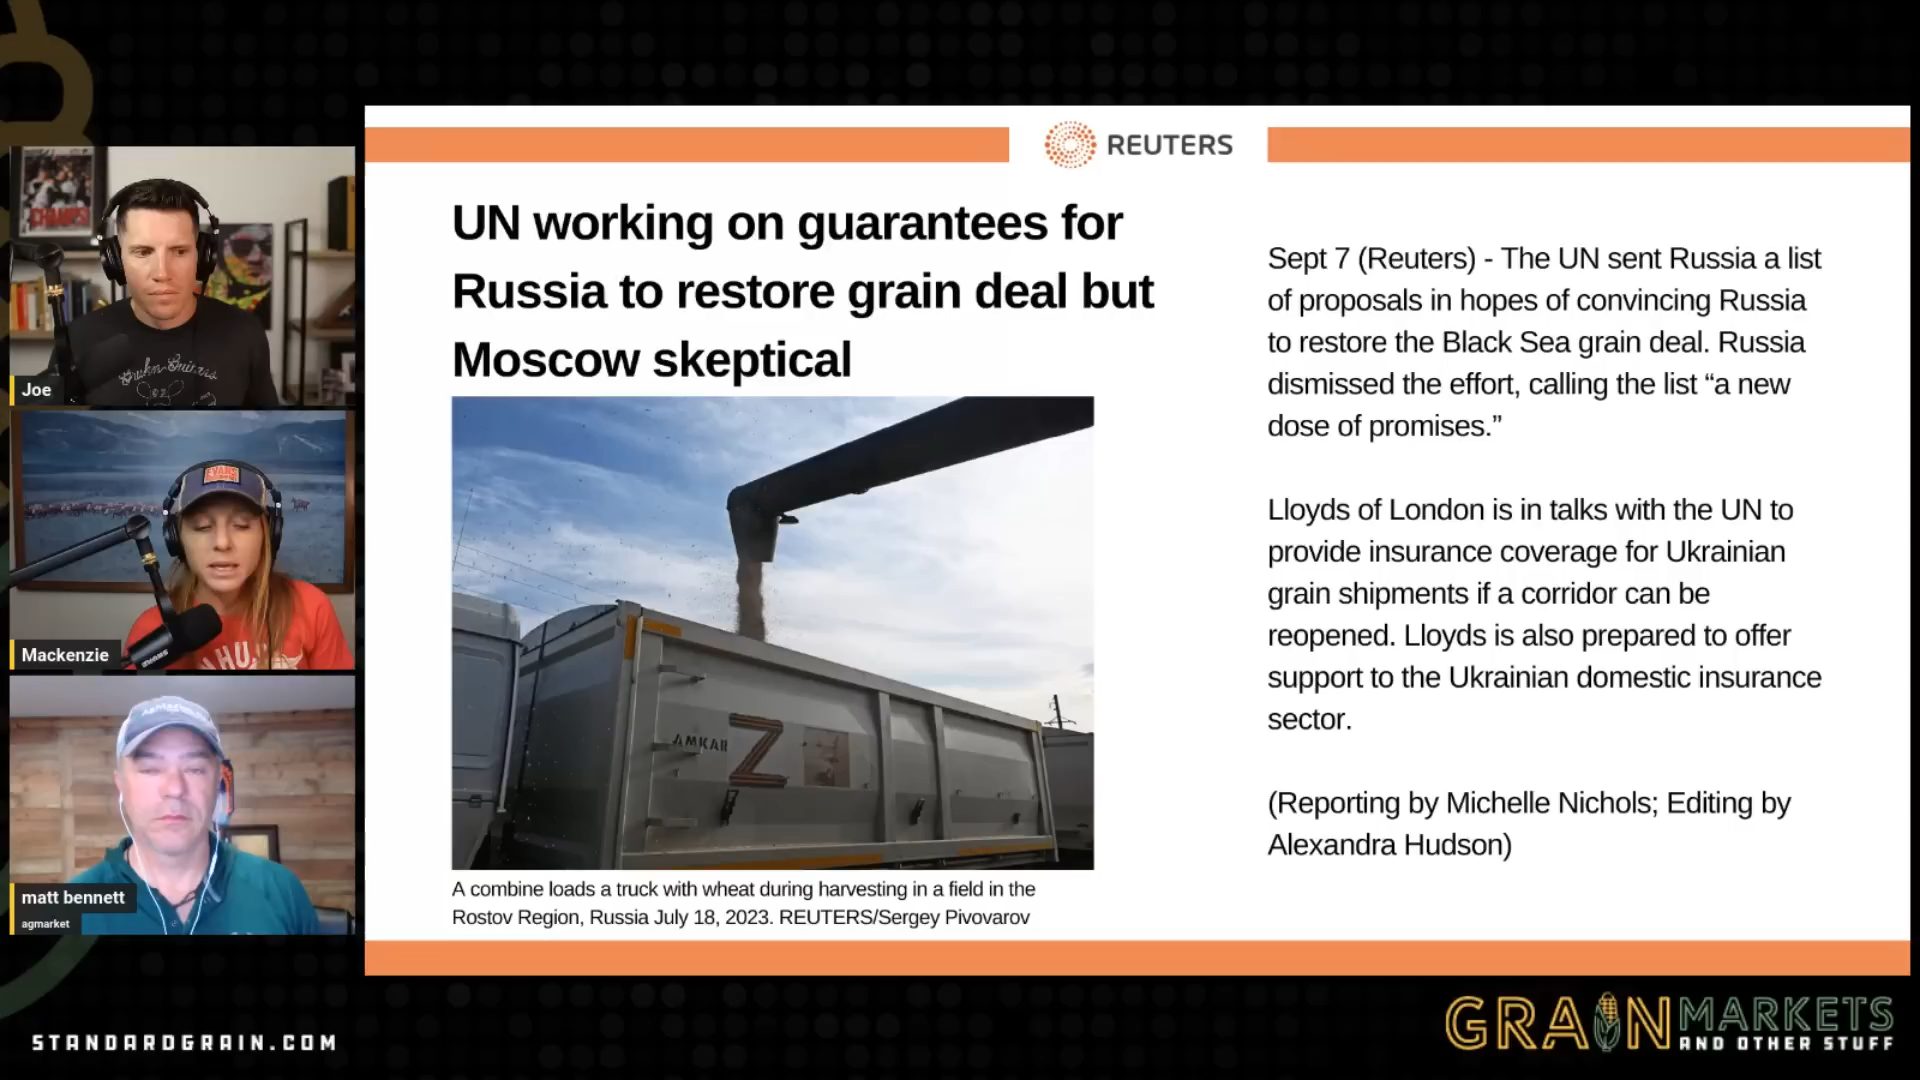 REUTERS
UN working on guarantees for
Russia to restore grain deal but
Moscow skeptical
Sept 7 (Reuters) - The UN sent Russia a list
of proposals in hopes of convincing Russia
to restore the Black Sea grain deal. Russia
dismissed the effort, calling the list “a new
dose of promises.”
Lloyds of London is in talks with the UN to
provide insurance coverage for Ukrainian
grain shipments if a corridor can be
reopened. Lloyds is also prepared to offer
support to the Ukrainian domestic insurance
sector.
(Reporting by Michelle Nichols; Editing by
Alexandra Hudson)
AMKAR
Z
A combine loads a truck with wheat during harvesting in a field in the
Rostov Region, Russia July 18, 2023. REUTERS/Sergey Pivovarov
CHAMPS!
Joe
EVANS
Mackenzie
matt bennett
agmarket
STANDARDGRAIN.COM
GRAIN MARKETS
AND OTHER STUFF